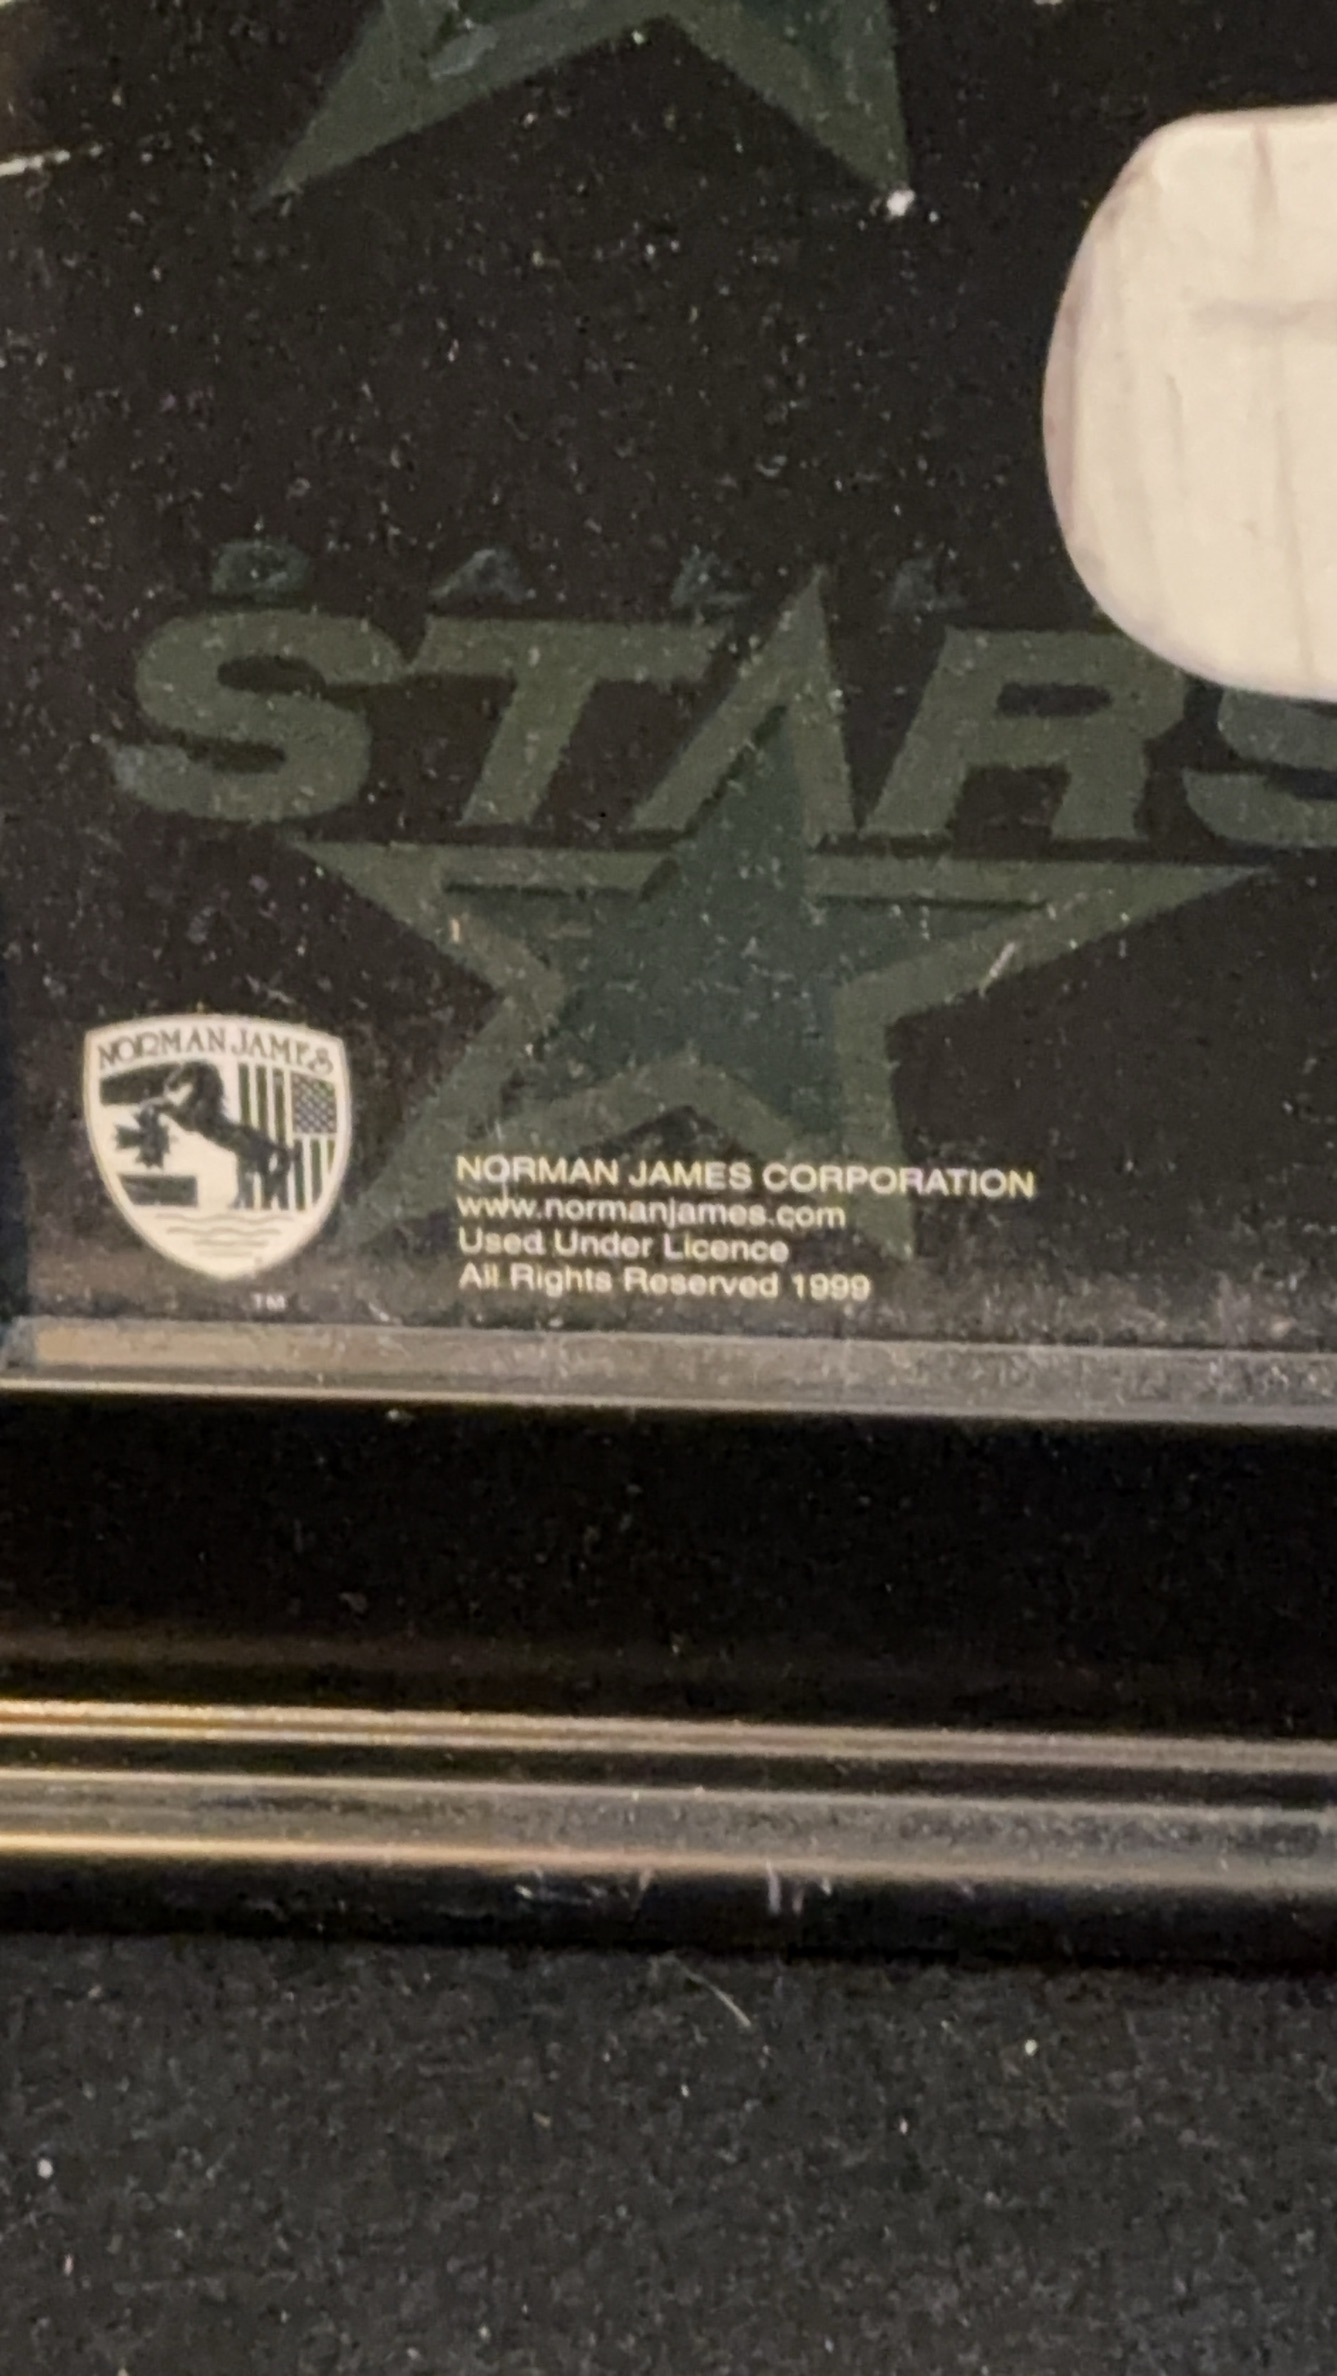 D A L L
STARS
NORMAN JAMES
TM
NORMAN JAMES CORPORATION
www.normanjames.com
Used Under Licence
All Rights Reserved 1999